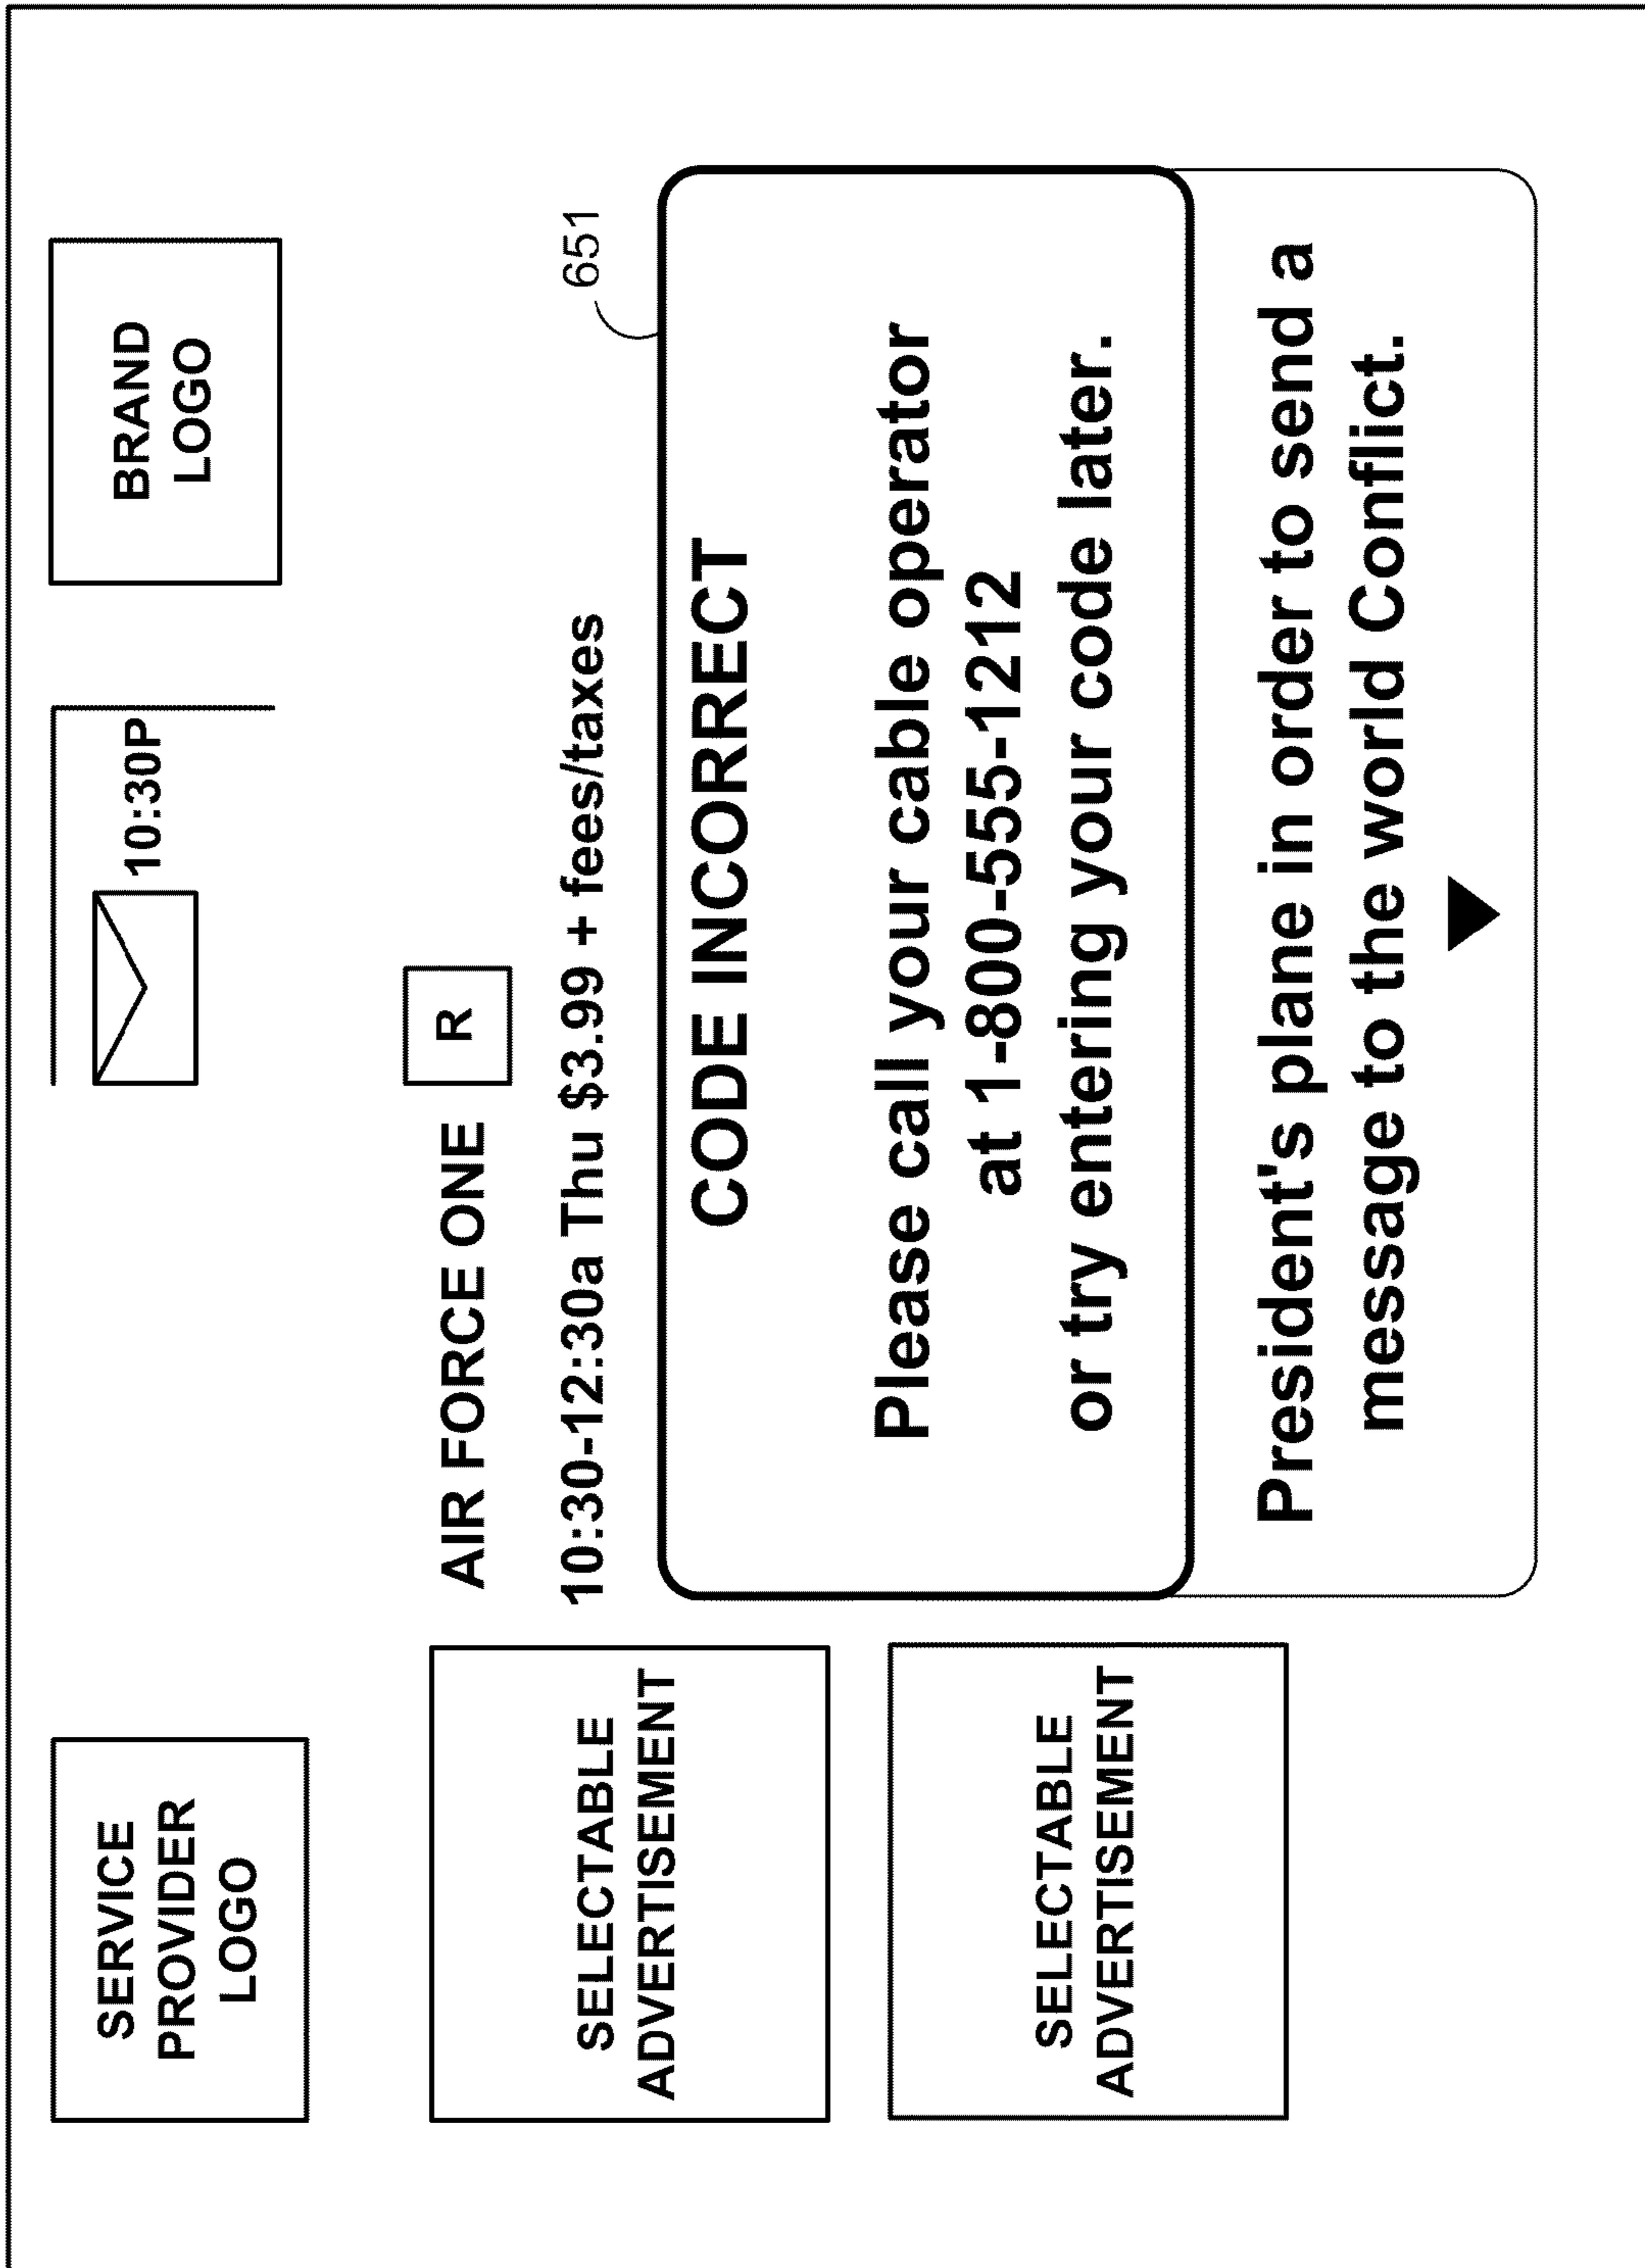 SERVICE
PROVIDER
LOGO
10:30P
BRAND
LOGO
AIR FORCE ONE R
10:30-12:30a Thu $3.99 + fees/taxes
651
SELECTABLE
ADVERTISEMENT
SELECTABLE
ADVERTISEMENT
CODE INCORRECT
Please call your cable operator
at 1-800-555-1212
or try entering your code later.
President's plane in order to send a
message to the world Conflict.